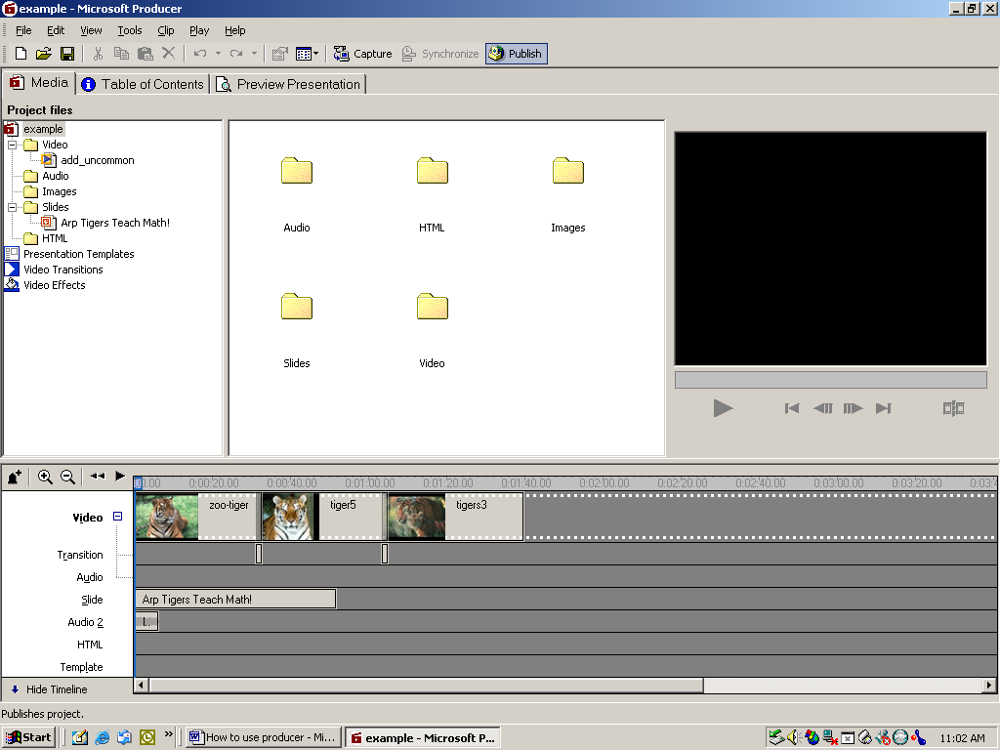 example - Microsoft Producer
File Edit View Tools Clip Play Help
Capture Synchronize Publish
Media Table of Contents Preview Presentation
Project files
example
Video
add_uncommon
Audio
Images
Slides
Arp Tigers Teach Math!
HTML
Presentation Templates
Video Transitions
Video Effects
Audio HTML Images
Slides Video
0:00:20.00 0:00:40.00 0:01:00.00 0:01:20.00 0:01:40.00 0:02:00.00 0:02:20.00 0:02:40.00 0:03:00.00 0:03:20.00
Video zoo-tiger tiger5 tigers3
Transition
Audio
Slide Arp Tigers Teach Math!
Audio 2 I..
HTML
Template
Hide Timeline
Publishes project.
Start How to use producer - Mi... example - Microsoft P... 11:02 AM